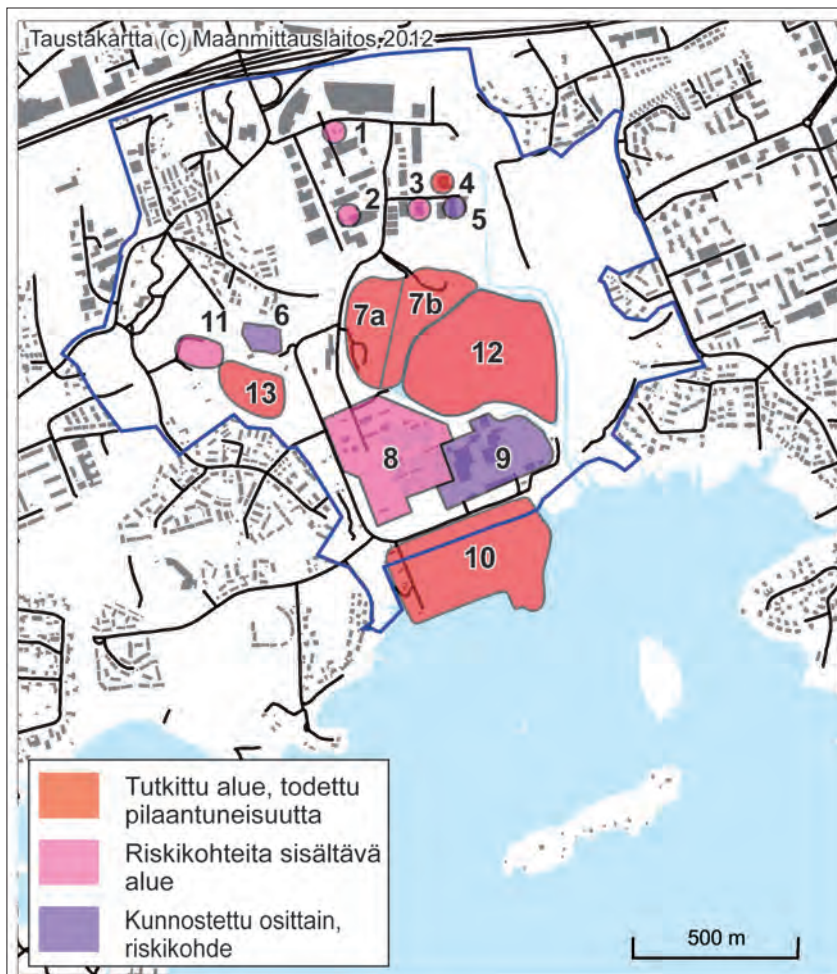 Taustakartta (c) Maanmittauslaitos 2012
1
2
3
4
5
6
7a
7b
11
12
13
8
9
10
Tutkittu alue, todettu
pilaantuneisuutta
Riskikohteita sisältävä
alue
Kunnostettu osittain,
riskikohde
500 m